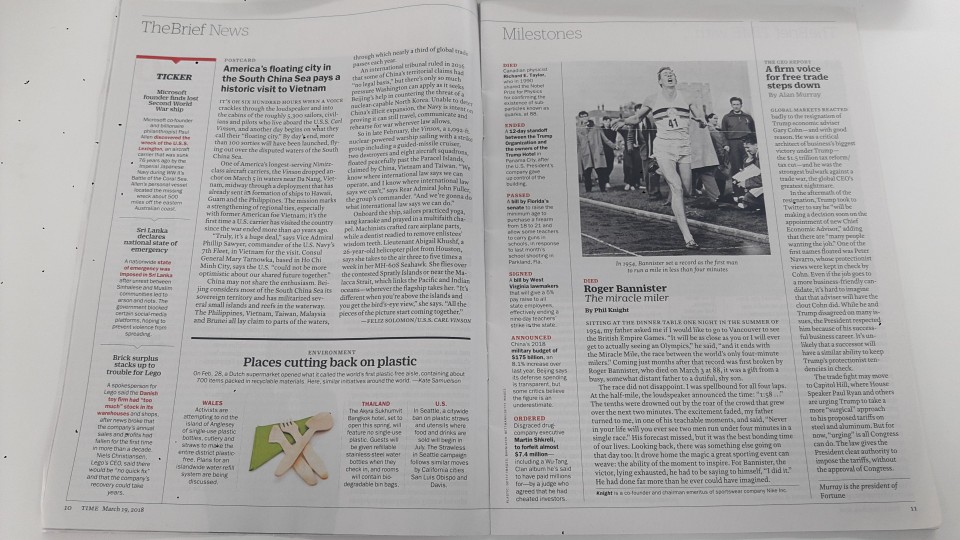 TheBrief News
TICKER
Microsoft
founder finds lost
Second World
War ship
Microsoft co-founder
and billionaire
philanthropist Paul
Allen discovered the
wreck of the U.S.S.
Lexington, an aircraft
carrier that was sunk
76 years ago by the
Imperial Japanese
Navy during WW II's
Battle of the Coral Sea.
Allen's personal vessel
located the missing
wreck about 500
miles off the eastern
Australian coast.
Sri Lanka
declares
national state of
emergency
A nationwide state
of emergency was
imposed in Sri Lanka
after unrest between
Sinhalese and Muslim
communities led to
arson and riots. The
government blocked
certain social-media
platforms, hoping to
prevent violence from
spreading.
Brick surplus
stacks up to
trouble for Lego
A spokesperson for
Lego said the Danish
toy firm had "too
much" stock in its
warehouses and shops,
after news broke that
the company's annual
sales and profits had
fallen for the first time
in more than a decade.
Niels Christiansen,
Lego's CEO, said there
would be "no quick fix"
and that the company's
recovery could take
years.
POSTCARD
America's floating city in
the South China Sea pays a
historic visit to Vietnam
IT'S ON SIX HUNDRED HOURS WHEN A VOICE
crackles through the loudspeaker and into
the cabins of the roughly 5,200 sailors, civil-
ians and pilots who live aboard the U.S.S. Carl
Vinson, and another day begins on what they
call their "floating city." By day's end, more
than 100 sorties will have been launched, fly-
ing out over the disputed waters of the South
China Sea.
One of America's longest-serving Nimitz-
class aircraft carriers, the Vinson dropped an-
chor on March 5 in waters near Da Nang, Viet-
nam, midway through a deployment that has
already sent its formation of ships to Hawaii,
Guam and the Philippines. The mission marks
a strengthening of regional ties, especially
with former American foe Vietnam; it's the
first time a U.S. carrier has visited the country
since the war ended more than 40 years ago.
"Truly, it's a huge deal," says Vice Admiral
Phillip Sawyer, commander of the U.S. Navy's
7th Fleet, in Vietnam for the visit. Consul
General Mary Tarnowka, based in Ho Chi
Minh City, says the U.S. "could not be more
optimistic about our shared future together."
China may not share the enthusiasm. Bei-
jing considers most of the South China Sea its
sovereign territory and has militarized sev-
eral small islands and reefs in the waterway.
The Philippines, Vietnam, Taiwan, Malaysia
and Brunei all lay claim to parts of the waters,
through which nearly a third of global trade
passes each year.
An international tribunal ruled in 2016
that some of China's territorial claims had
"no legal basis," but there's only so much
pressure Washington can apply as it seeks
Beijing's help in countering the threat of a
nuclear-capable North Korea. Unable to deter
China's illicit expansion, the Navy is intent on
proving it can still travel, communicate and
rehearse for war wherever law allows.
So in late February, the Vinson, a 1,092-ft.
nuclear-powered warship sailing with a strike
group including a guided-missile cruiser,
two destroyers and eight aircraft squadrons,
floated peacefully past the Paracel Islands,
claimed by China, Vietnam and Taiwan. "We
know where international law says we can
operate, and I know where international law
says we can't," says Rear Admiral John Fuller,
the group's commander. "And we're gonna do
what international law says we can do."
Onboard the ship, sailors practiced yoga,
sang karaoke and prayed in a multifaith chap-
pel. Machinists crafted rare airplane parts,
while a dentist readied to remove enlistees'
wisdom teeth. Lieutenant Abigail Khushf, a
26-year-old helicopter pilot from Houston,
says she takes to the air three to five times a
week in her MH-60R Seahawk. She flies over
the contested Spratly Islands or near the Ma-
lacca Strait, which links the Pacific and Indian
oceans—wherever the flagship takes her. "It's
different when you're above the islands and
you get the bird's-eye view," she says. "All the
pieces of the picture start coming together."
—FELIZ SOLOMON/U.S.S. CARL VINSON
ENVIRONMENT
Places cutting back on plastic
On Feb. 28, a Dutch supermarket opened what it called the world's first plastic-free aisle, containing about
700 items packed in recyclable materials. Here, similar initiatives around the world. —Kate Samuelson
WALES
Activists are
attempting to rid the
island of Anglesey
of single-use plastic
bottles, cutlery and
straws to make the
entire district plastic
free. Plans for an
islandwide water refill
system are being
discussed.
THAILAND
The Akyra Sukhumvit
Bangkok hotel, set to
open this spring, will
feature no single-use
plastic. Guests will
be given refillable
stainless-steel water
bottles when they
check in, and rooms
will contain bio-
degradable bin bags.
U.S.
In Seattle, a citywide
ban on plastic straws
and utensils where
food and drinks are
sold will begin in
July. The Strawless
in Seattle campaign
follows similar moves
by California cities
San Luis Obispo and
Davis.
10 TIME March 19, 2018
Milestones
DIED
Canadian physicist
Richard E. Taylor,
who in 1990
shared the Nobel
Prize for Physics
for confirming the
existence of sub-
particles known as
quarks, at 88.
ENDED
A 12-day standoff
between the Trump
Organization and
the owners of the
Trump Hotel in
Panama City, after
the U.S. President's
company gave
up control of the
building.
PASSED
A bill by Florida's
senate to raise the
minimum age to
purchase a firearm
from 18 to 21 and
allow some teachers
to carry guns in
schools, in response
to last month's
school shooting in
Parkland, Fla.
SIGNED
A bill by West
Virginia lawmakers
that will give a 5%
pay raise to all
state employees,
effectively ending a
nine-day teachers'
strike in the state.
ANNOUNCED
China's 2018
military budget of
$175 billion, an
8.1% increase over
last year. Beijing says
its defense spending
is transparent, but
some critics believe
the figure is an
underestimate.
ORDERED
Disgraced drug
company executive
Martin Shkreli,
to forfeit almost
$7.4 million—
including a Wu-Tang
Clan album he's said
to have paid millions
for—by a judge who
agreed that he had
cheated investors.
41
In 1954, Bannister set a record as the first man
to run a mile in less than four minutes
DIED
Roger Bannister
The miracle miler
By Phil Knight
SITTING AT THE DINNER TABLE ONE NIGHT IN THE SUMMER OF
1954, my father asked me if I would like to go to Vancouver to see
the British Empire Games. "It will be as close as you or I will ever
get to actually seeing an Olympics," he said, "and it ends with
the Miracle Mile, the race between the world's only four-minute
milers." Coming just months after that record was first broken by
Roger Bannister, who died on March 3 at 88, it was a gift from a
busy, somewhat distant father to a dutiful, shy son.
The race did not disappoint. I was spellbound for all four laps.
At the half-mile, the loudspeaker announced the time: "1:58 ..."
The tenths were drowned out by the roar of the crowd that grew
over the next two minutes. The excitement faded, my father
turned to me, in one of his teachable moments, and said, "Never
in your life will you ever see two men run under four minutes in a
single race." His forecast missed, but it was the best bonding time
of our lives. Looking back, there was something else going on
that day too. It drove home the magic a great sporting event can
weave: the ability of the moment to inspire. For Bannister, the
victor, lying exhausted, he had to be saying to himself, "I did it."
He had done far more than he ever could have imagined.
Knight is a co-founder and chairman emeritus of sportswear company Nike Inc.
THE CEO REPORT
A firm voice
for free trade
steps down
By Alan Murray
GLOBAL MARKETS REACTED
badly to the resignation of
Trump economic adviser
Gary Cohn—and with good
reason. He was a critical
architect of business's biggest
victory under Trump—
the $1.5 trillion tax reform/
tax cut—and he was the
strongest bulwark against a
trade war, the global CEO's
greatest nightmare.
In the aftermath of the
resignation, Trump took to
Twitter to say he "will be
making a decision soon on the
appointment of new Chief
Economic Adviser," adding
that there are "many people
wanting the job." One of the
first names floated was Peter
Navarro, whose protectionist
views were kept in check by
Cohn. Even if the job goes to
a more business-friendly can-
didate, it's hard to imagine
that that adviser will have the
clout Cohn did. While he and
Trump disagreed on many is-
sues, the President respected
him because of his success-
ful business career. It's un-
likely that a successor will
have a similar ability to keep
Trump's protectionist ten-
dencies in check.
The trade fight may move
to Capitol Hill, where House
Speaker Paul Ryan and others
are urging Trump to take a
more "surgical" approach
to his proposed tariffs on
steel and aluminum. But for
now, "urging" is all Congress
can do. The law gives the
President clear authority to
impose the tariffs, without
the approval of Congress.
Murray is the president of
Fortune
11